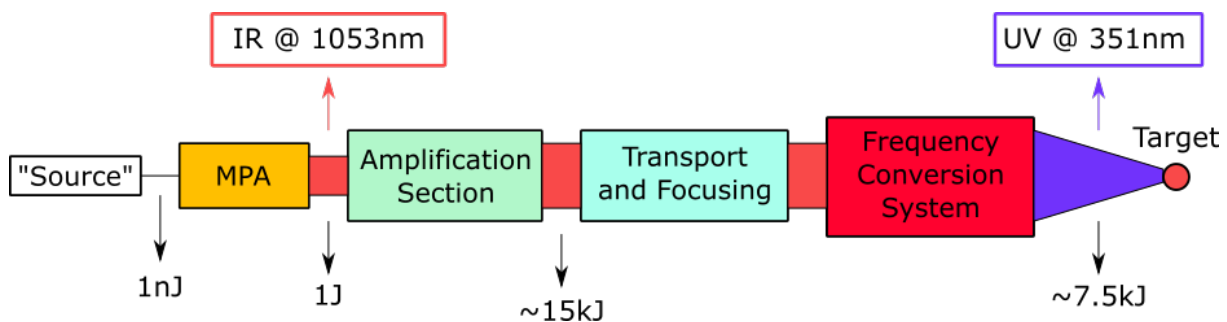 IR @ 1053nm
UV @ 351nm
"Source"
MPA
Amplification
Section
Transport
and Focusing
Frequency
Conversion
System
Target
1nJ
1J
~15kJ
~7.5kJ